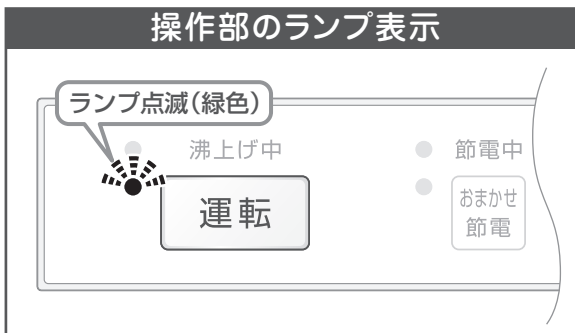 操作部のランプ表示
ランプ点滅(緑色)
沸上げ中
節電中
運転
おまかせ
節電